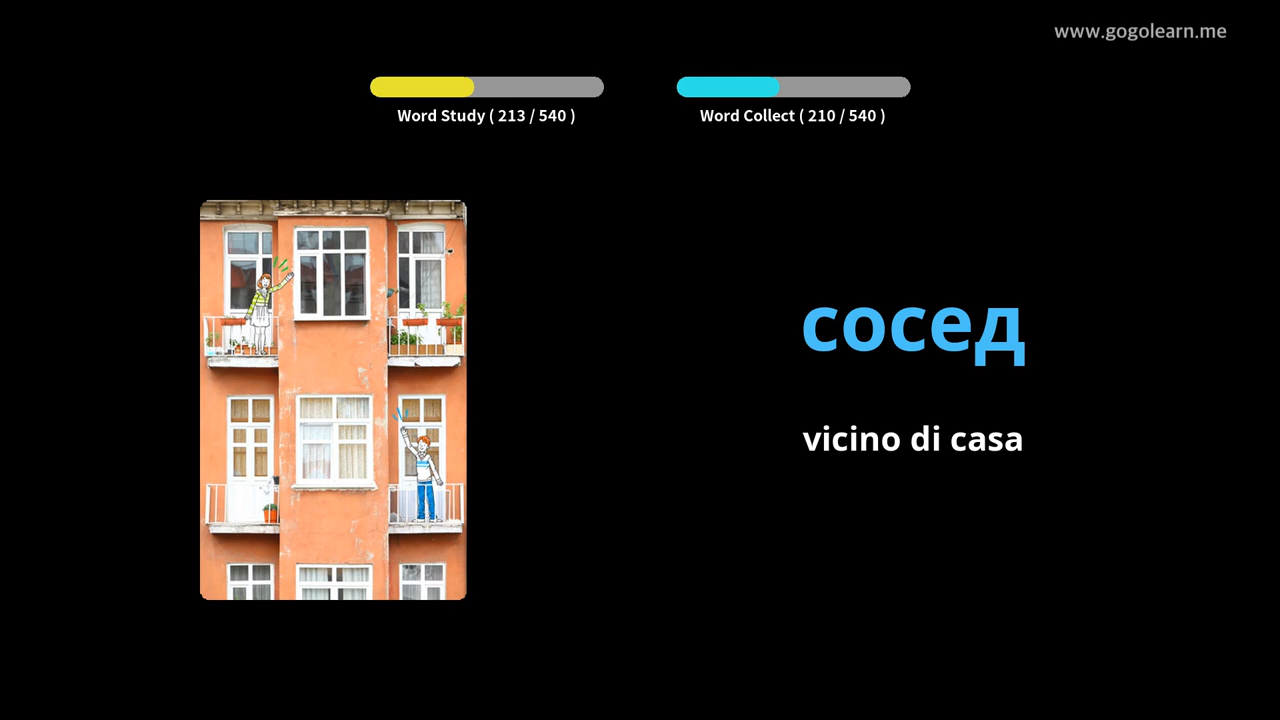 www.gogolearn.me
Word Study ( 213 / 540 )
Word Collect ( 210 / 540 )
сосед
vicino di casa